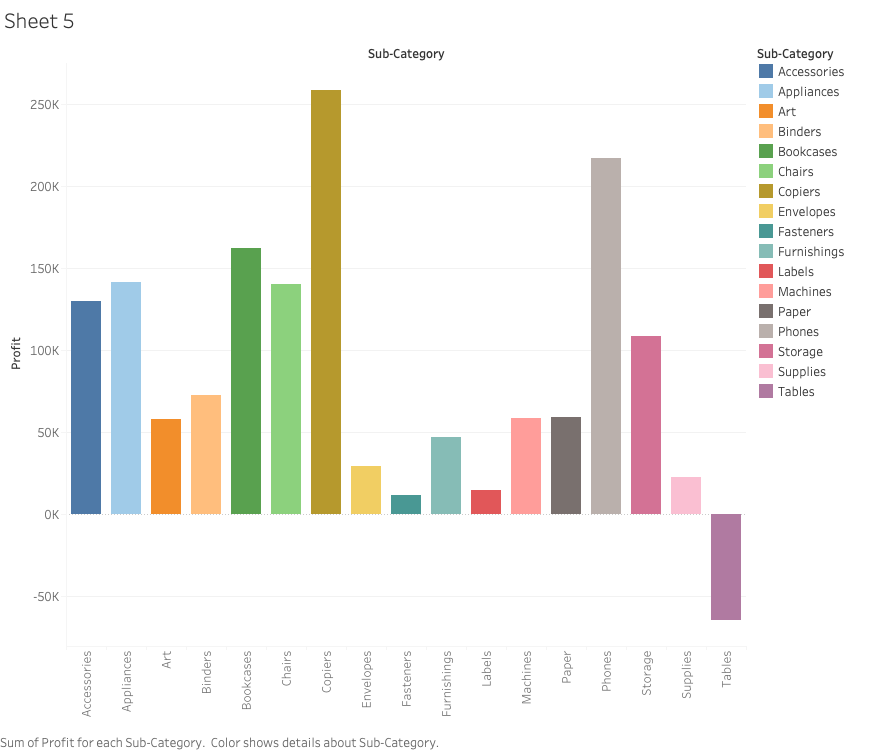 Sheet 5
Sub-Category
Profit
250K
200K
150K
100K
50K
0K
-50K
Accessories
Appliances
Art
Binders
Bookcases
Chairs
Copiers
Envelopes
Fasteners
Furnishings
Labels
Machines
Paper
Phones
Storage
Supplies
Tables
Sub-Category
Accessories
Appliances
Art
Binders
Bookcases
Chairs
Copiers
Envelopes
Fasteners
Furnishings
Labels
Machines
Paper
Phones
Storage
Supplies
Tables
Sum of Profit for each Sub-Category.  Color shows details about Sub-Category.